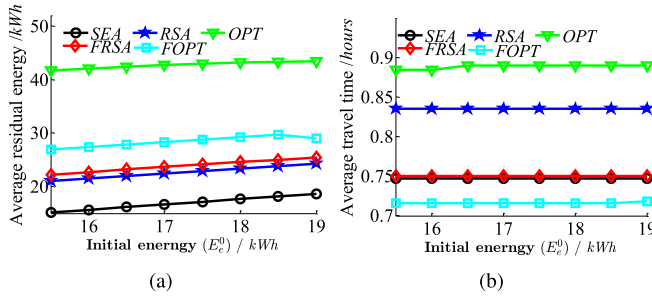 Average residual energy /kWh
50
40
30
20
SEA RSA OPT
FRSA FOPT
16 17 18 19
Initial enerngy (E_e^0) / kWh
(a)
Average travel time /hours
0.9
0.85
0.8
0.75
0.7
SEA RSA OPT
FRSA FOPT
16 17 18 19
Initial enerngy (E_e^0) / kWh
(b)